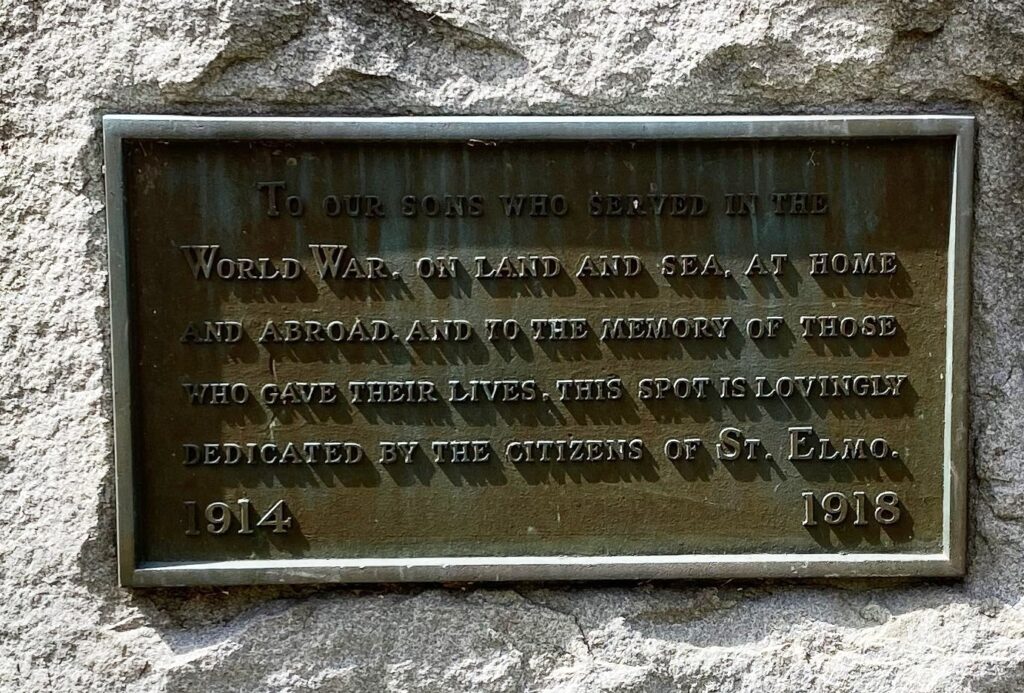 To our sons who served in the
World War, on land and sea, at home
and abroad, and to the memory of those
who gave their lives, this spot is lovingly
dedicated by the citizens of St. Elmo.
1914 1918